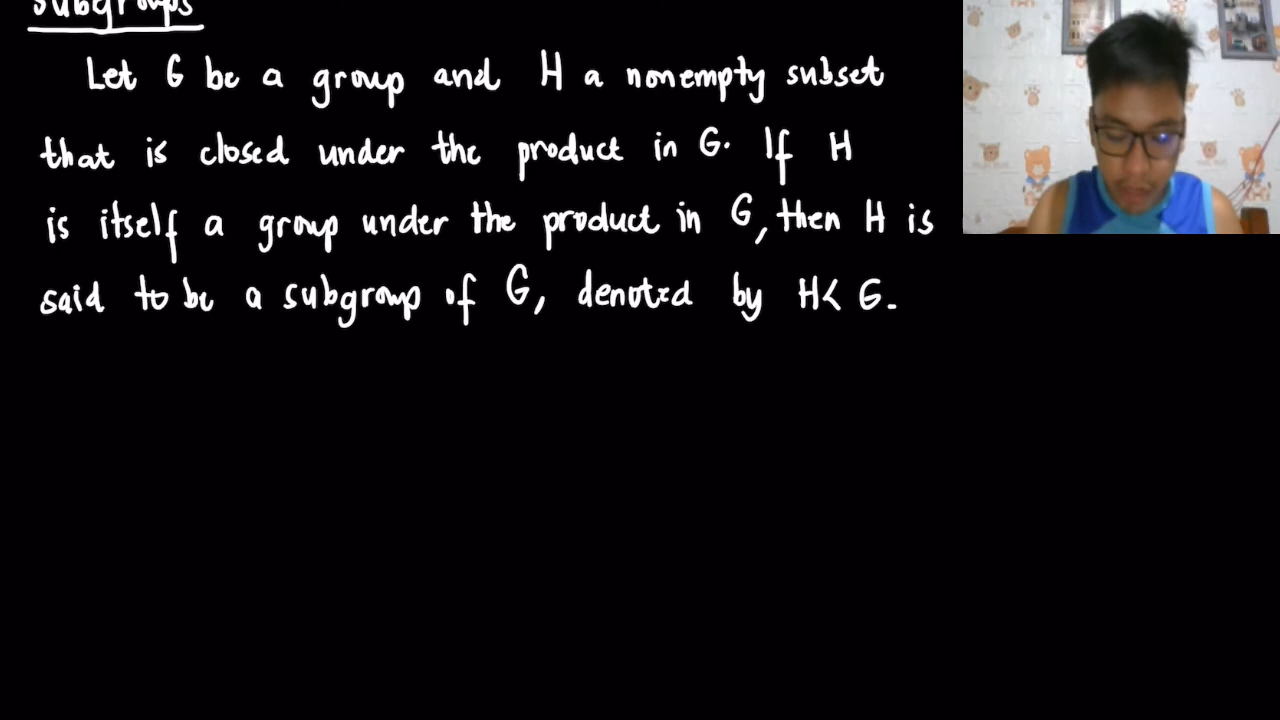 Subgroups
Let G be a group and H a nonempty subset
that is closed under the product in G. If H
is itself a group under the product in G, then H is
said to be a subgroup of G, denoted by H< G.